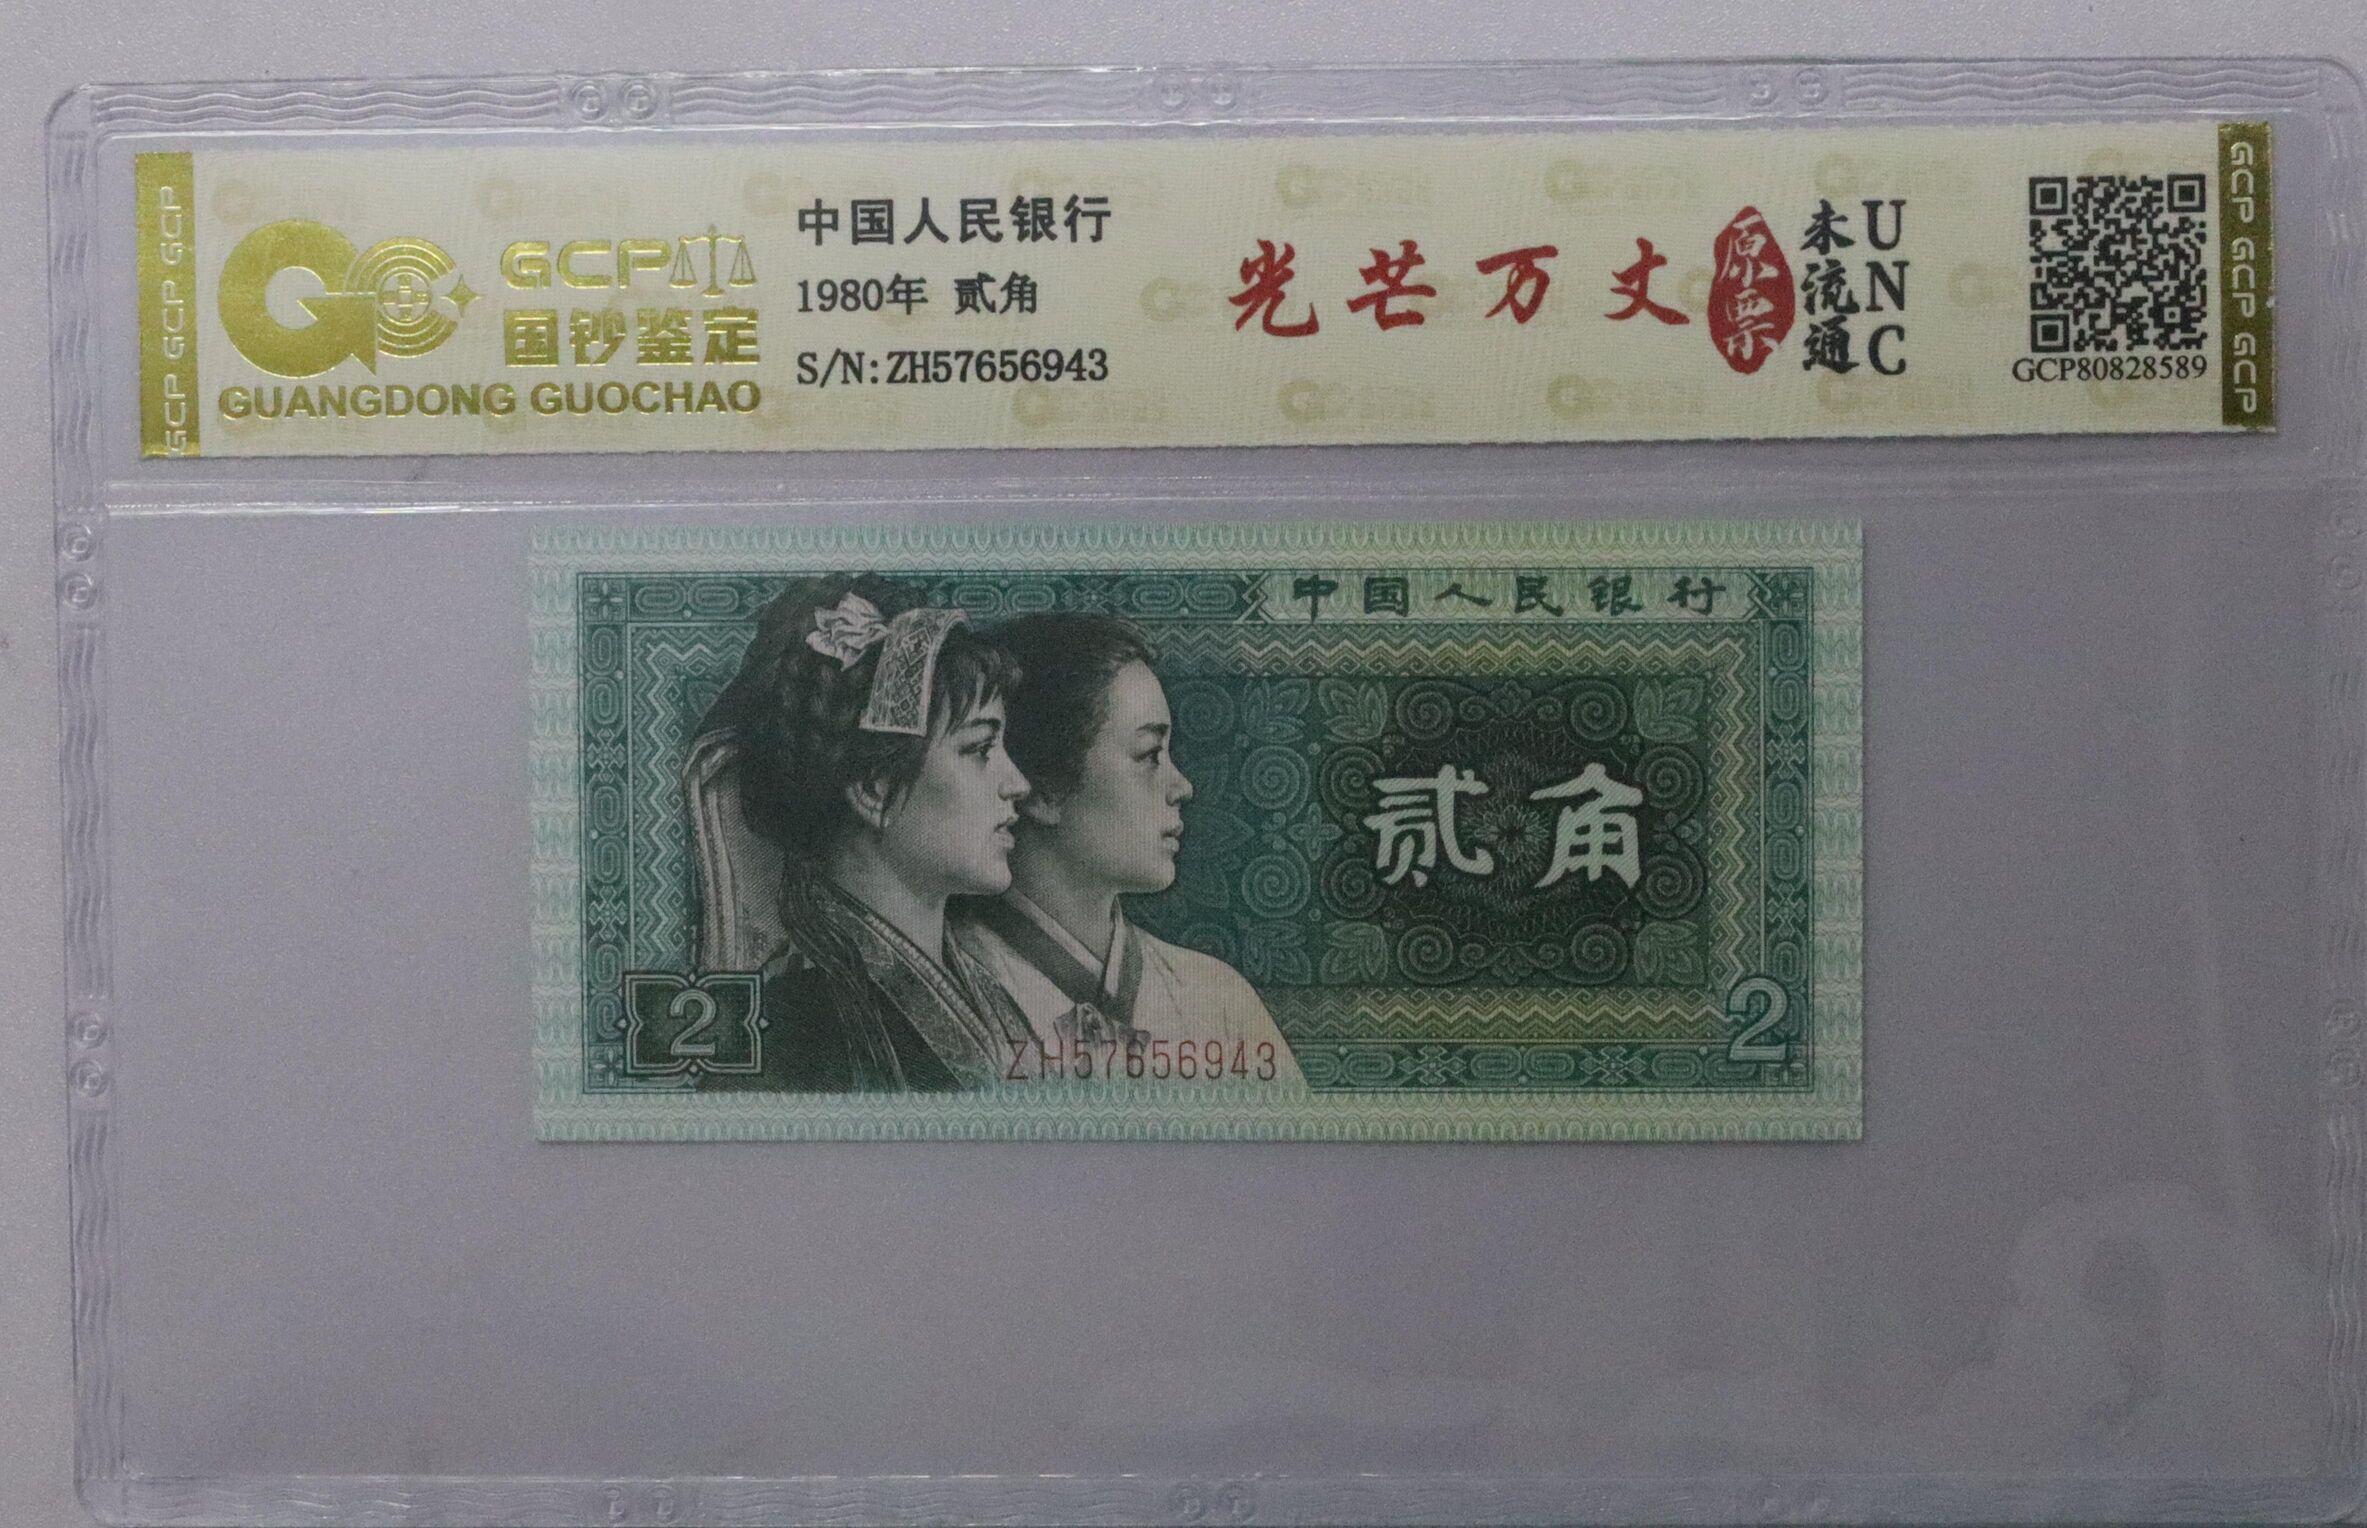 GCP GCP GCP
GCP
国钞鉴定
GUANGDONG GUOCHAO
中国人民银行
1980年 贰角
S/N:ZH57656943
光芒万丈
原票
未流通
UNC
GCP80828589
GCP GCP GCP
中国人民银行
贰角
2
2
ZH57656943